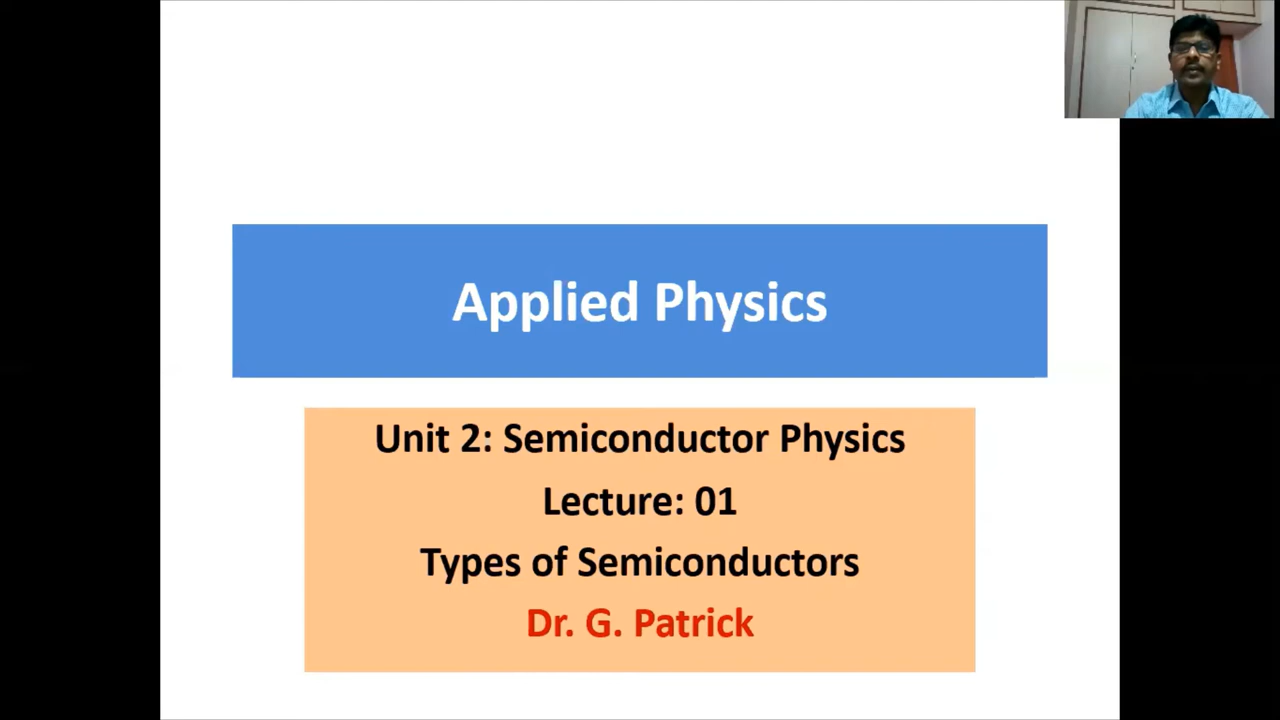 Applied Physics
Unit 2: Semiconductor Physics
Lecture: 01
Types of Semiconductors
Dr. G. Patrick